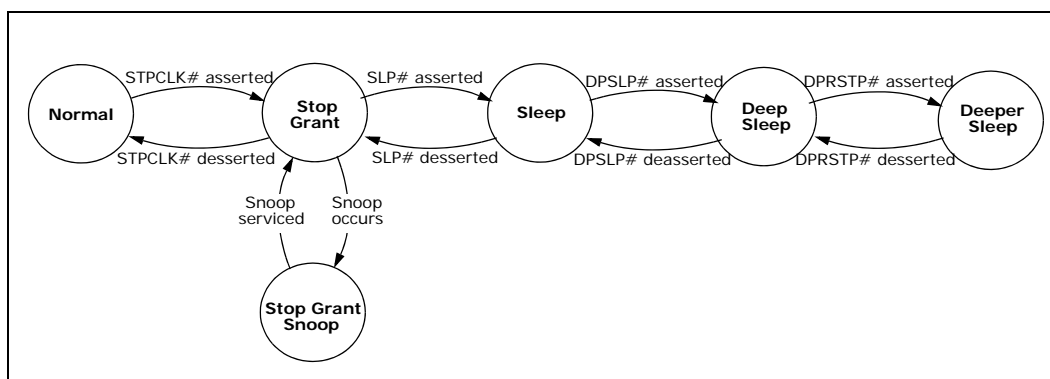 STPCLK# asserted
SLP# asserted
DPSLP# asserted
DPRSTP# asserted
Normal
Stop
Grant
Sleep
Deep
Sleep
Deeper
Sleep
STPCLK# desserted
SLP# desserted
DPSLP# deasserted
DPRSTP# desserted
Snoop
serviced
Snoop
occurs
Stop Grant
Snoop